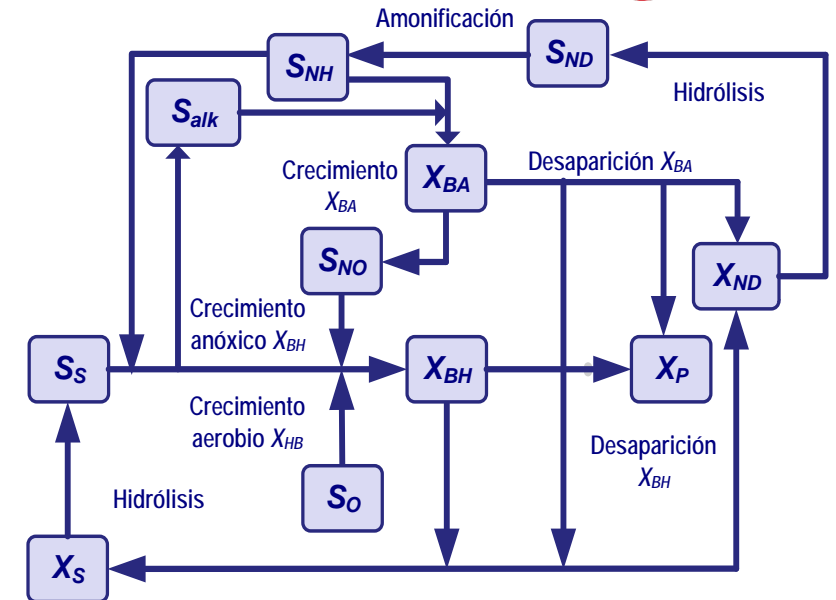 Amonificación
S_NH
S_ND
Hidrólisis
S_alk
Crecimiento
X_BA
X_BA
Desaparición X_BA
S_NO
X_ND
Crecimiento
anóxico X_BH
S_S
X_BH
X_P
Crecimiento
aerobio X_HB
Desaparición
X_BH
S_O
Hidrólisis
X_S